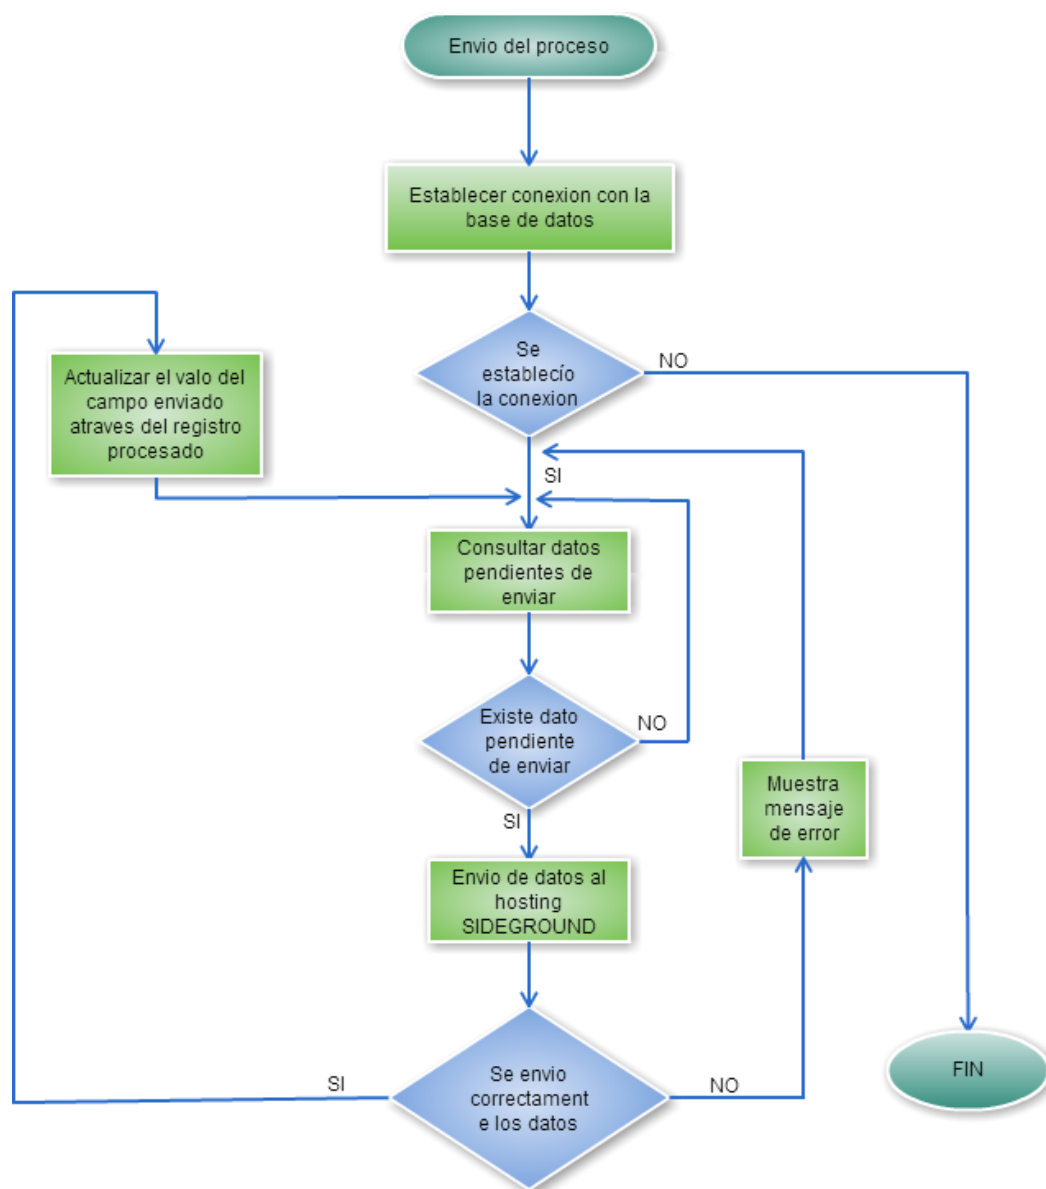 Envio del proceso
Establecer conexion con la
base de datos
Se
establecío
la conexion
NO
SI
Actualizar el valo del
campo enviado
atraves del registro
procesado
Consultar datos
pendientes de
enviar
Existe dato
pendiente
de enviar
NO
SI
Muestra
mensaje
de error
Envio de datos al
hosting
SIDEGROUND
Se envio
correctament
e los datos
SI
NO
FIN